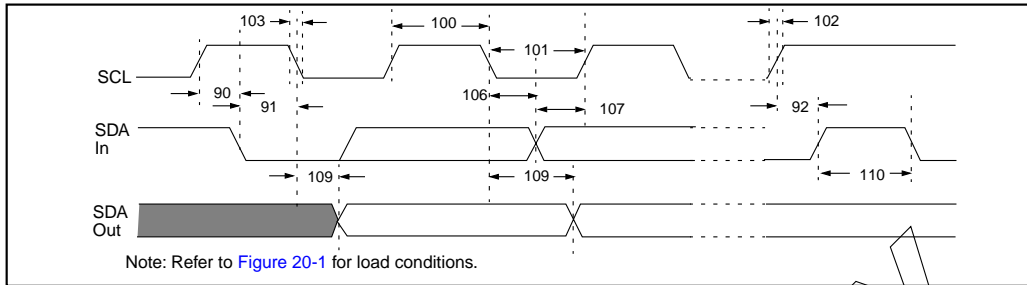 103
100
102
101
SCL
106
107
90
91
92
SDA
In
109
109
110
SDA
Out
Note: Refer to Figure 20-1 for load conditions.